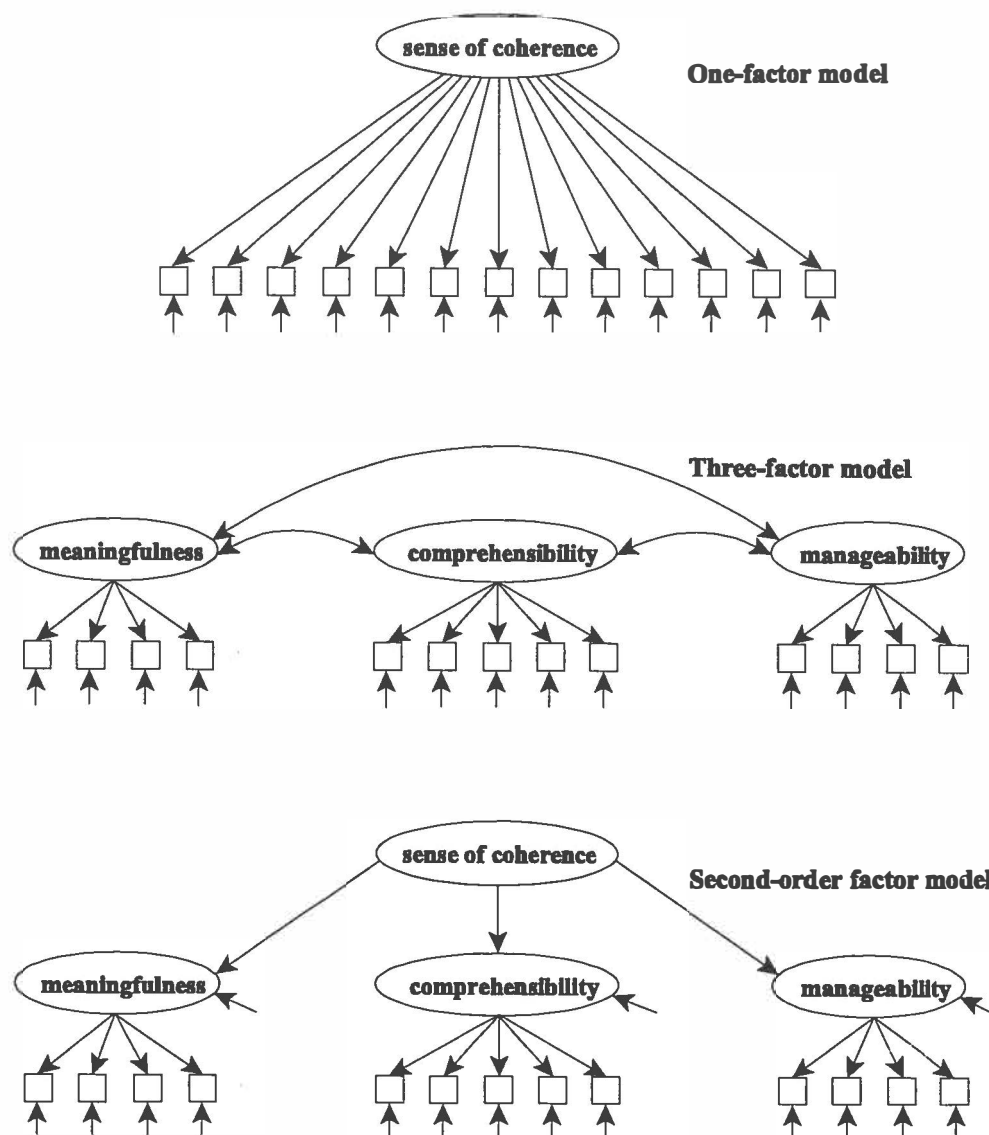 sense of coherence
One-factor model
Three-factor model
meaningfulness
comprehensibility
manageability
sense of coherence
Second-order factor model
meaningfulness
comprehensibility
manageability